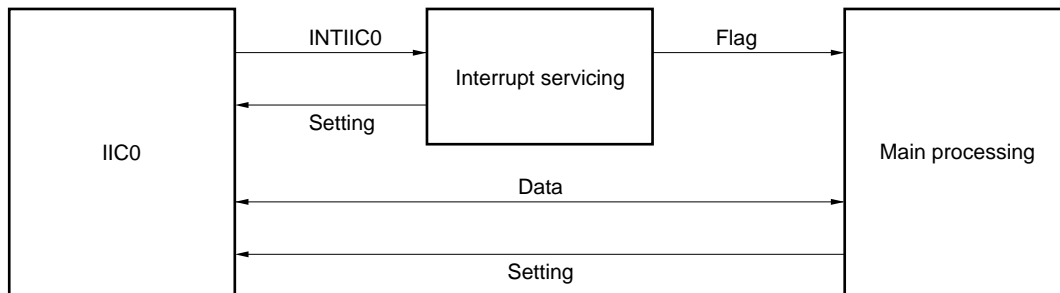 INTIIC0
Flag
Interrupt servicing
Setting
IIC0
Main processing
Data
Setting